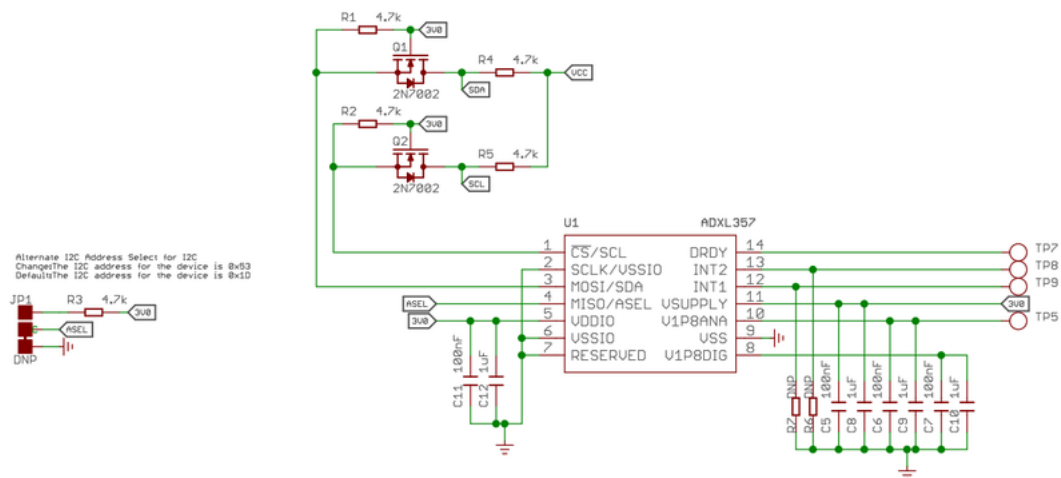 R1 4.7k
3V0
Q1
R4 4.7k
VCC
2N7002
SDA
R2 4.7k
3V0
Q2
R5 4.7k
2N7002
SCL
U1 ADXL357
1 CS/SCL DRDY 14 TP7
2 SCLK/VSSIO INT2 13 TP8
3 MOSI/SDA INT1 12 TP9
ASEL 4 MISO/ASEL VSUPPLY 11 3V0
3V0 5 VDDIO V1P8ANA 10 TP5
6 VSSIO VSS 9
7 RESERVED V1P8DIG 8
Alternate I2C Address Select for I2C
Change:The I2C address for the device is 0x53
Default:The I2C address for the device is 0x1D
JP1
R3 4.7k
3V0
ASEL
DNP
C11 100nF
C12 1uF
R7 DNP
R6 DNP
C5 100nF
C8 1uF
C6 100nF
C9 1uF
C7 100nF
C10 1uF